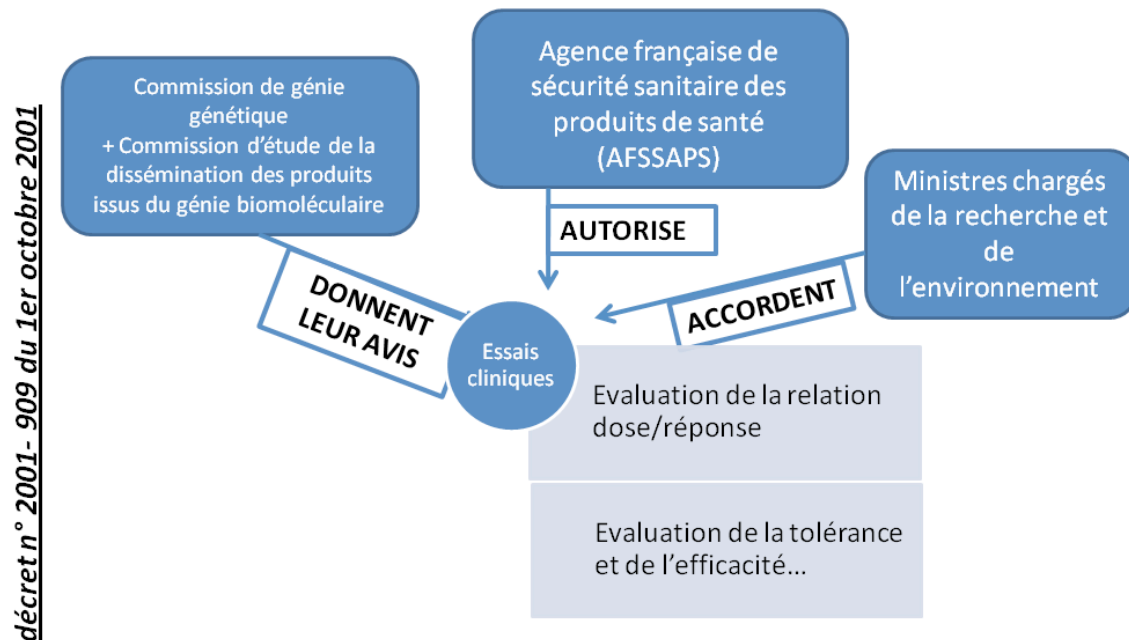 décret n° 2001- 909 du 1er octobre 2001
Commission de génie
génétique
+ Commission d'étude de la
dissémination des produits
issus du génie biomoléculaire
Agence française de
sécurité sanitaire des
produits de santé
(AFSSAPS)
Ministres chargés
de la recherche et
de
l'environnement
DONNENT
LEUR AVIS
AUTORISE
ACCORDENT
Essais
cliniques
Evaluation de la relation
dose/réponse
Evaluation de la tolérance
et de l'efficacité...